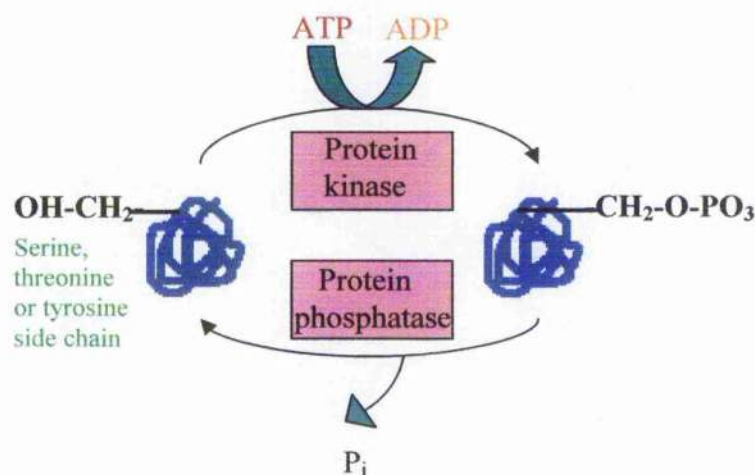 ATP ADP
Protein
kinase
OH-CH₂-
CH₂-O-PO₃
Serine,
threonine
or tyrosine
side chain
Protein
phosphatase
Pᵢ